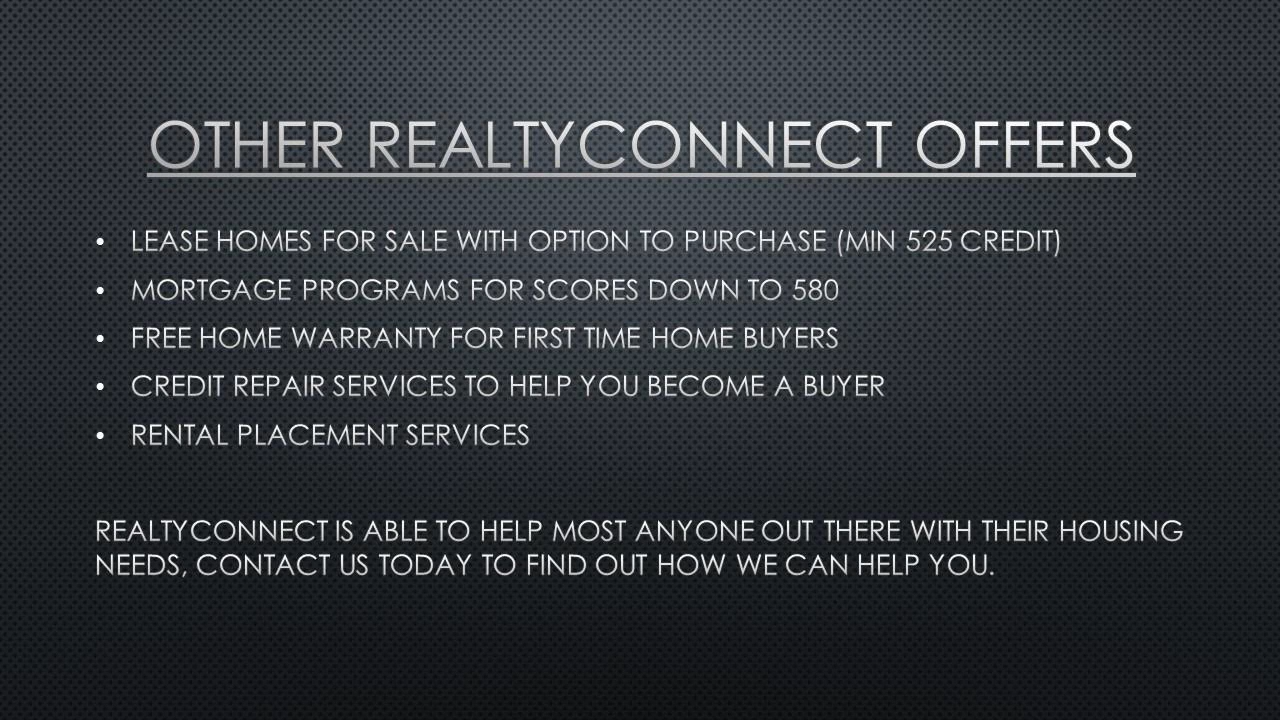 OTHER REALTYCONNECT OFFERS
• LEASE HOMES FOR SALE WITH OPTION TO PURCHASE (MIN 525 CREDIT)
• MORTGAGE PROGRAMS FOR SCORES DOWN TO 580
• FREE HOME WARRANTY FOR FIRST TIME HOME BUYERS
• CREDIT REPAIR SERVICES TO HELP YOU BECOME A BUYER
• RENTAL PLACEMENT SERVICES
REALTYCONNECT IS ABLE TO HELP MOST ANYONE OUT THERE WITH THEIR HOUSING
NEEDS, CONTACT US TODAY TO FIND OUT HOW WE CAN HELP YOU.